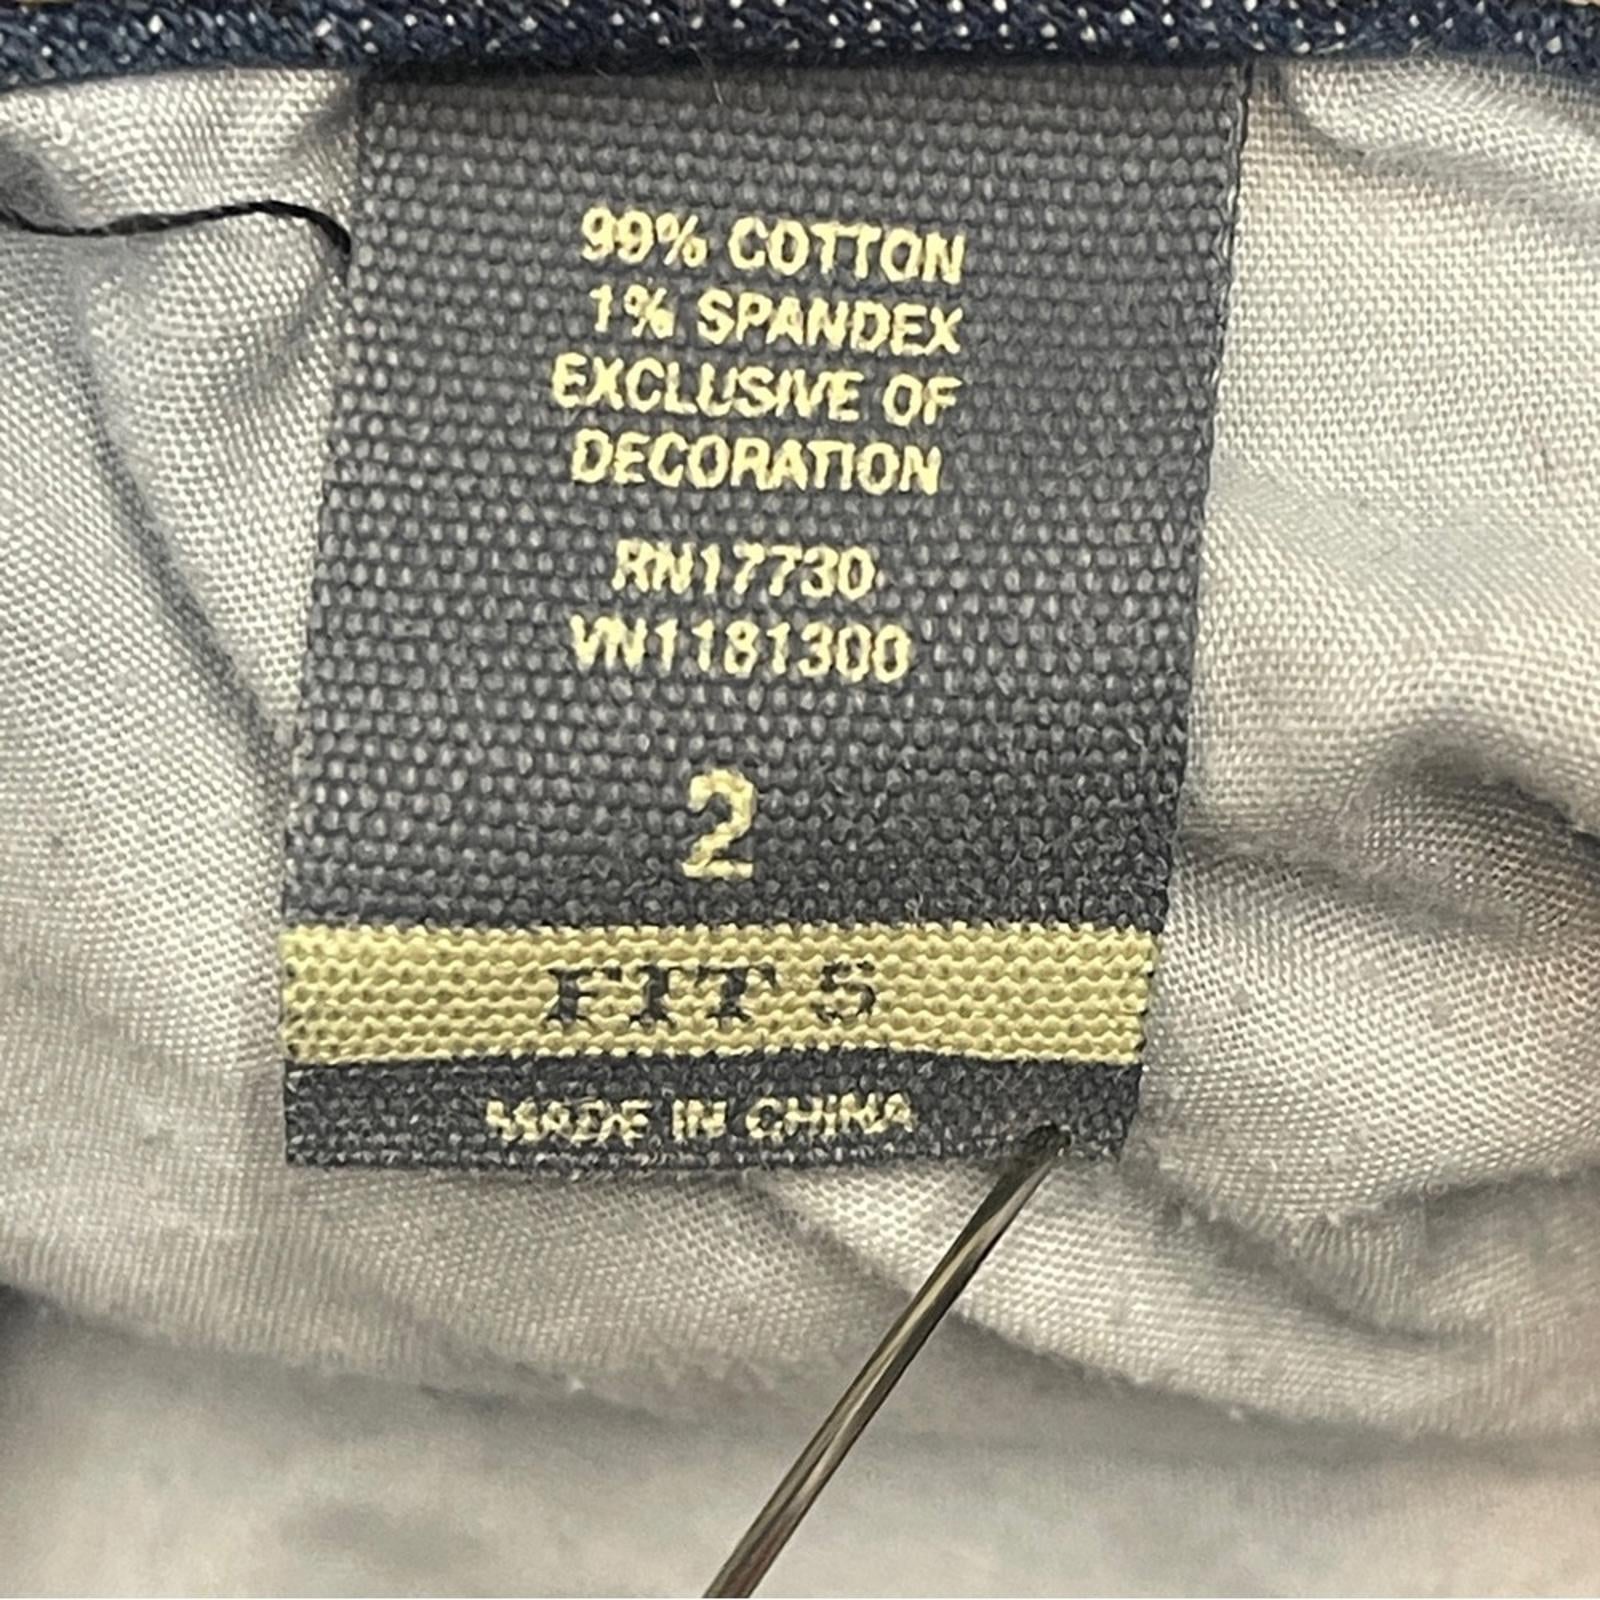 99% COTTON
1% SPANDEX
EXCLUSIVE OF
DECORATION
RN17730
VN1181300
2
FIT 5
MADE IN CHINA